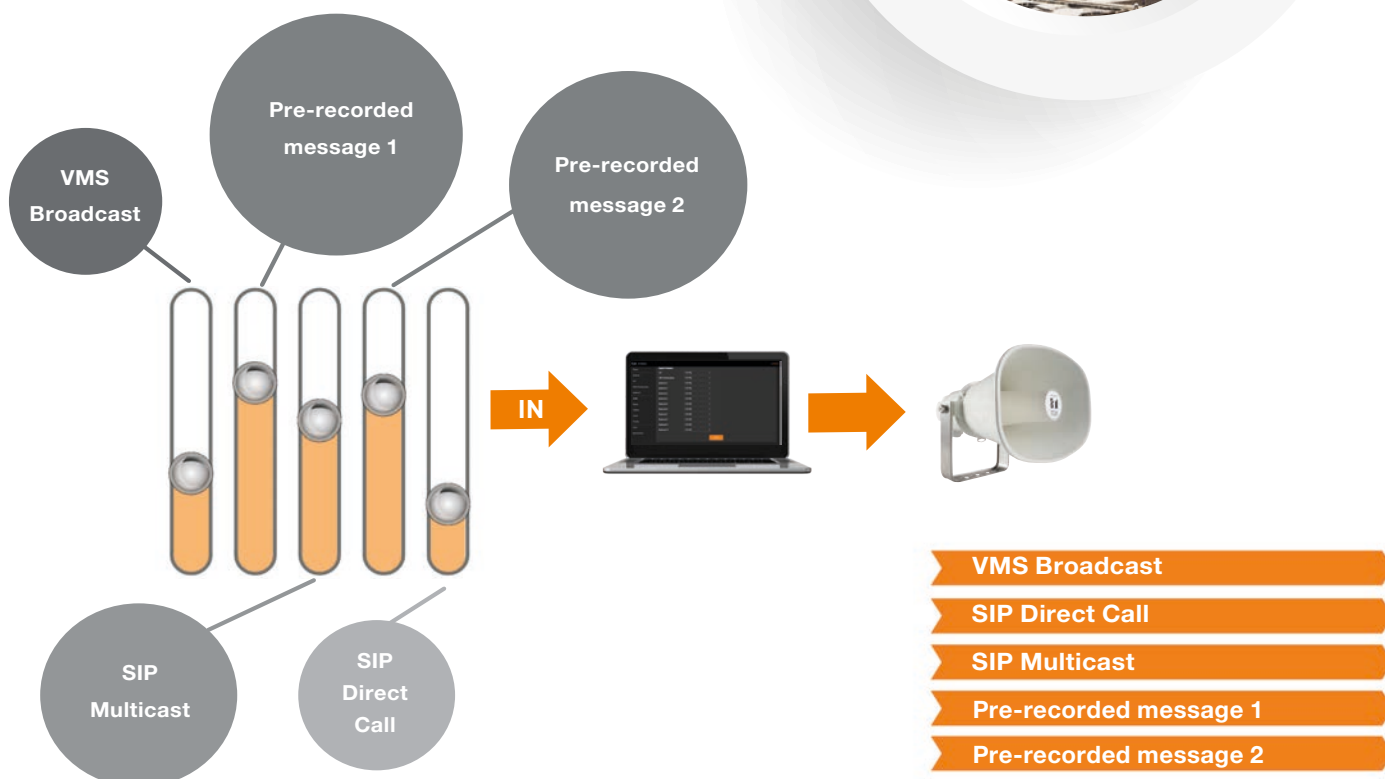 Pre-recorded
message 1
VMS
Broadcast
Pre-recorded
message 2
IN
SIP
Multicast
SIP
Direct
Call
VMS Broadcast
SIP Direct Call
SIP Multicast
Pre-recorded message 1
Pre-recorded message 2